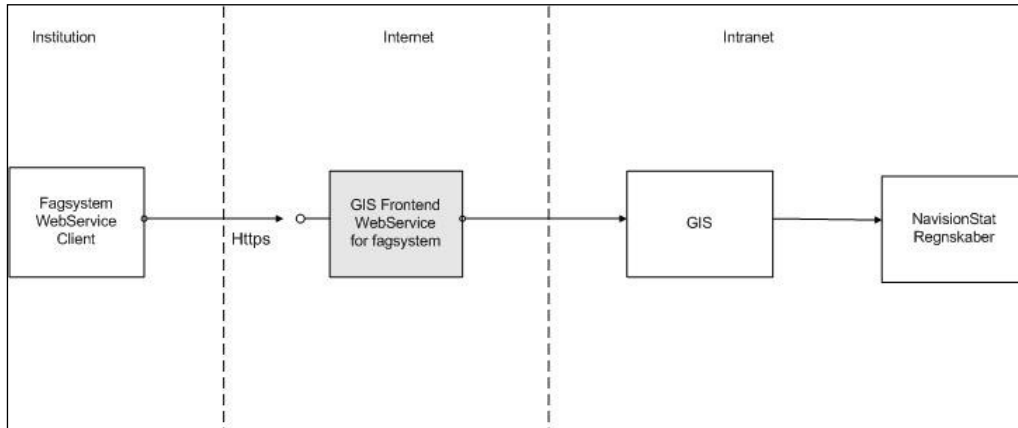 Institution
Internet
Intranet
Fagsystem
WebService
Client
Https
GIS Frontend
WebService
for fagsystem
GIS
NavisionStat
Regnskaber